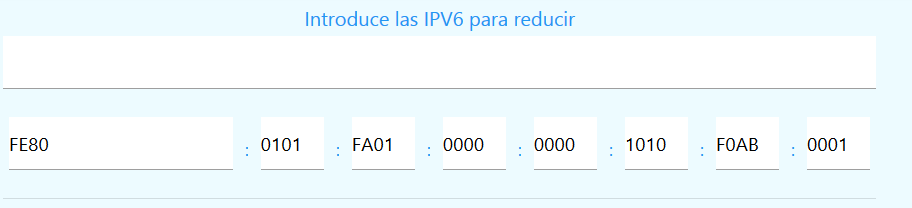 Introduce las IPV6 para reducir
FE80 : 0101 : FA01 : 0000 : 0000 : 1010 : F0AB : 0001